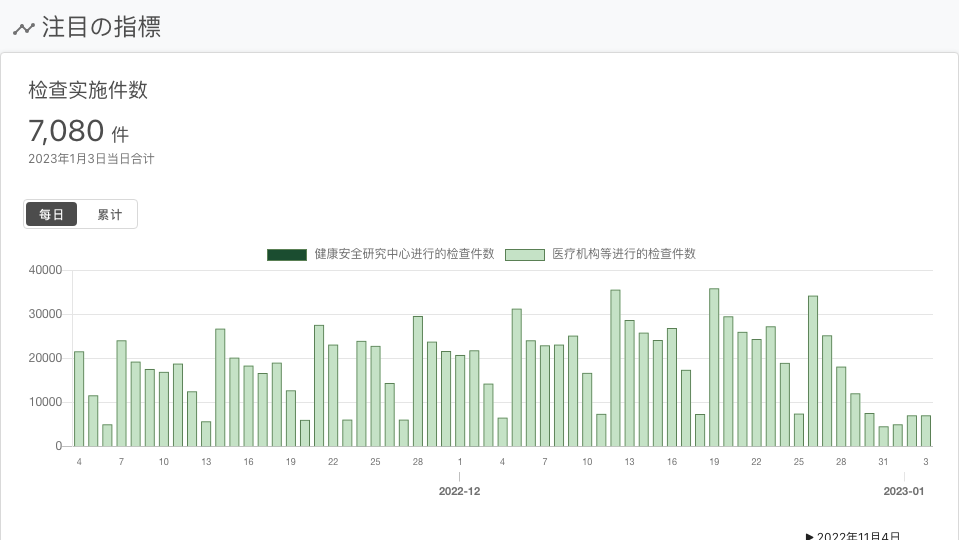 注目の指標
检查实施件数
7,080 件
2023年1月3日当日合计
每日 累计
健康安全研究中心进行的检查件数 医疗机构等进行的检查件数
40000
30000
20000
10000
0
4 7 10 13 16 19 22 25 28 1 4 7 10 13 16 19 22 25 28 31 3
2022-12 2023-01
▶ 2022年11月4日